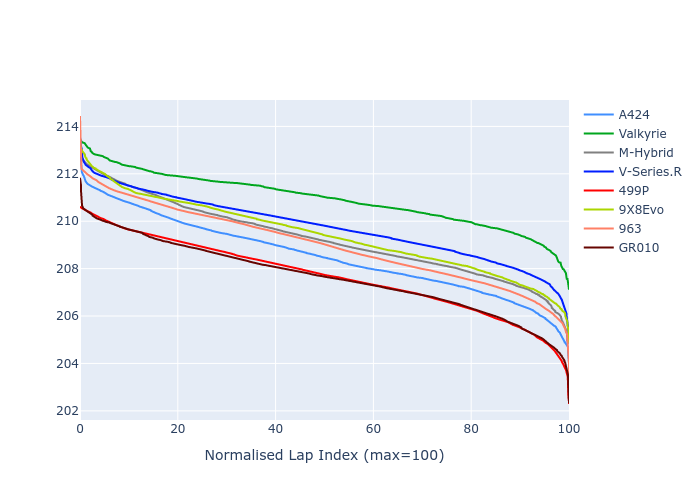 214
212
210
208
206
204
202
0 20 40 60 80 100
Normalised Lap Index (max=100)
A424
Valkyrie
M-Hybrid
V-Series.R
499P
9X8Evo
963
GR010